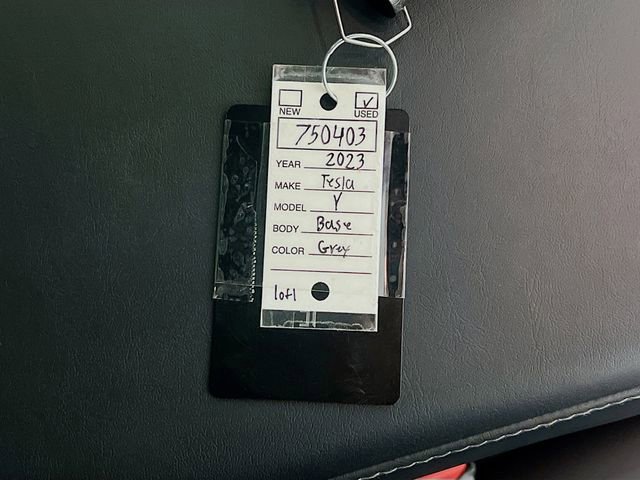 NEW USED
750403
YEAR 2023
MAKE Tesla
MODEL Y
BODY Base
COLOR Grey
1of1